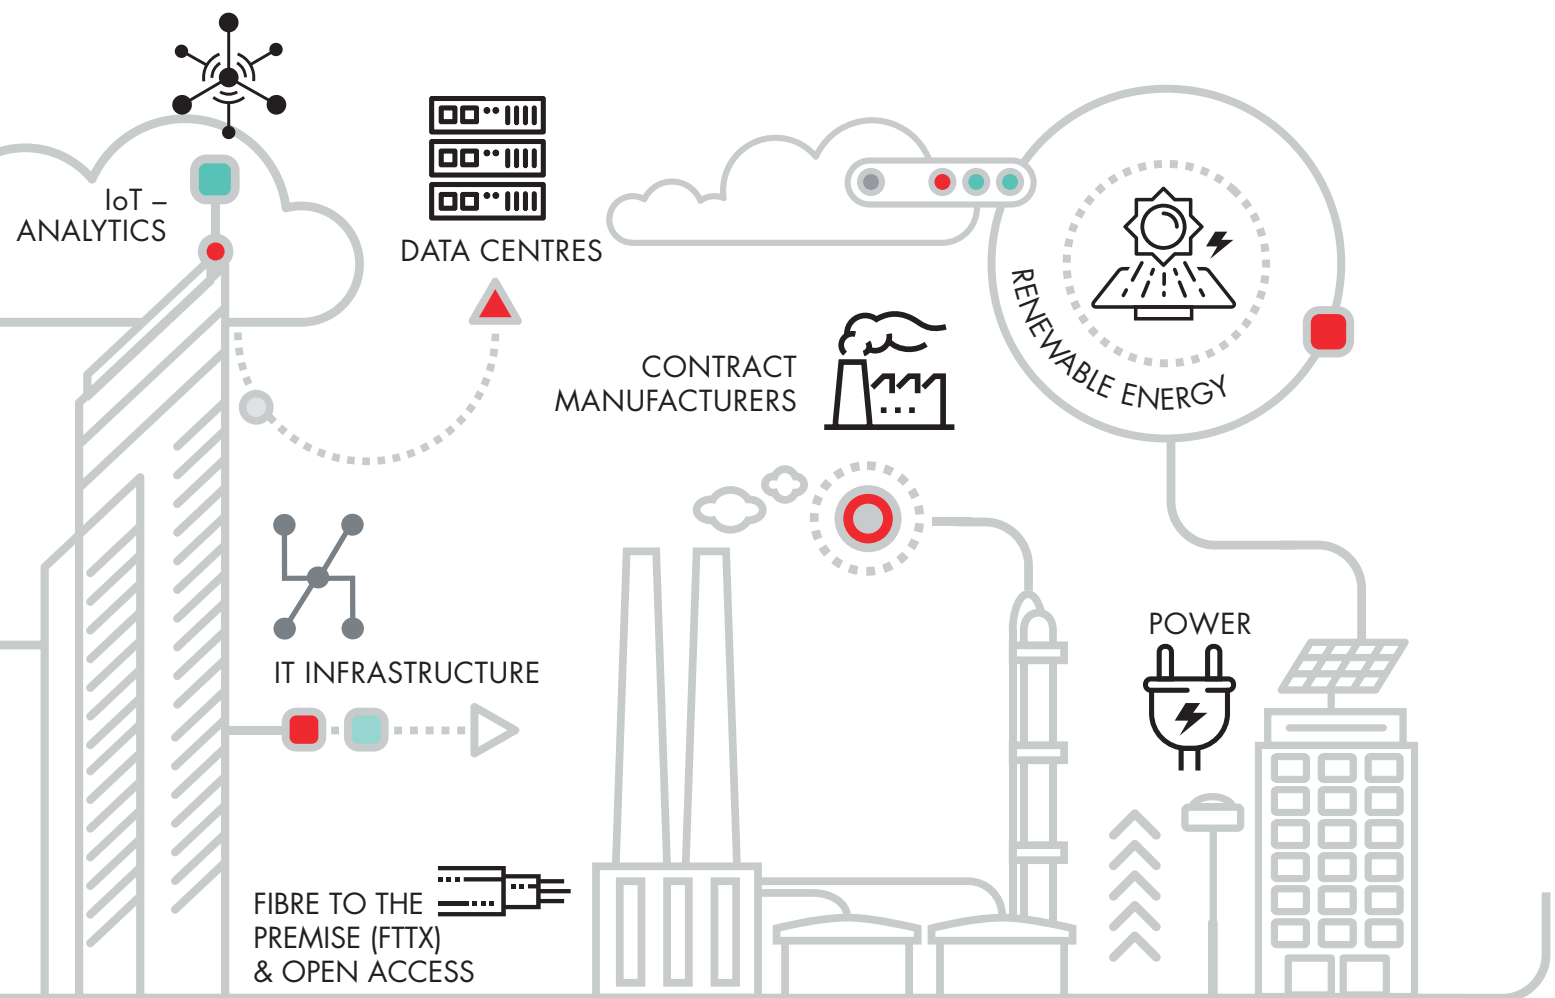 IoT –
ANALYTICS
DATA CENTRES
RENEWABLE ENERGY
CONTRACT
MANUFACTURERS
POWER
IT INFRASTRUCTURE
FIBRE TO THE
PREMISE (FTTX)
& OPEN ACCESS